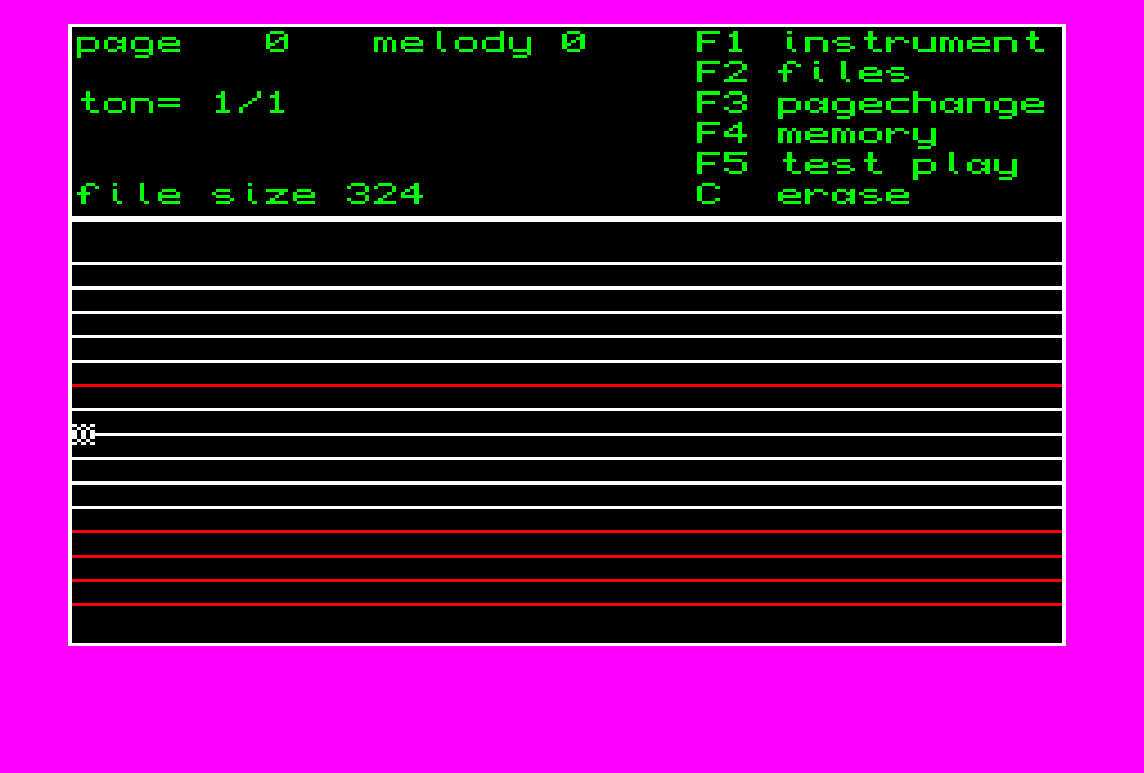 page 0 melody 0 F1 instrument
F2 files
ton= 1/1 F3 pagechange
F4 memory
F5 test play
file size 324 C erase